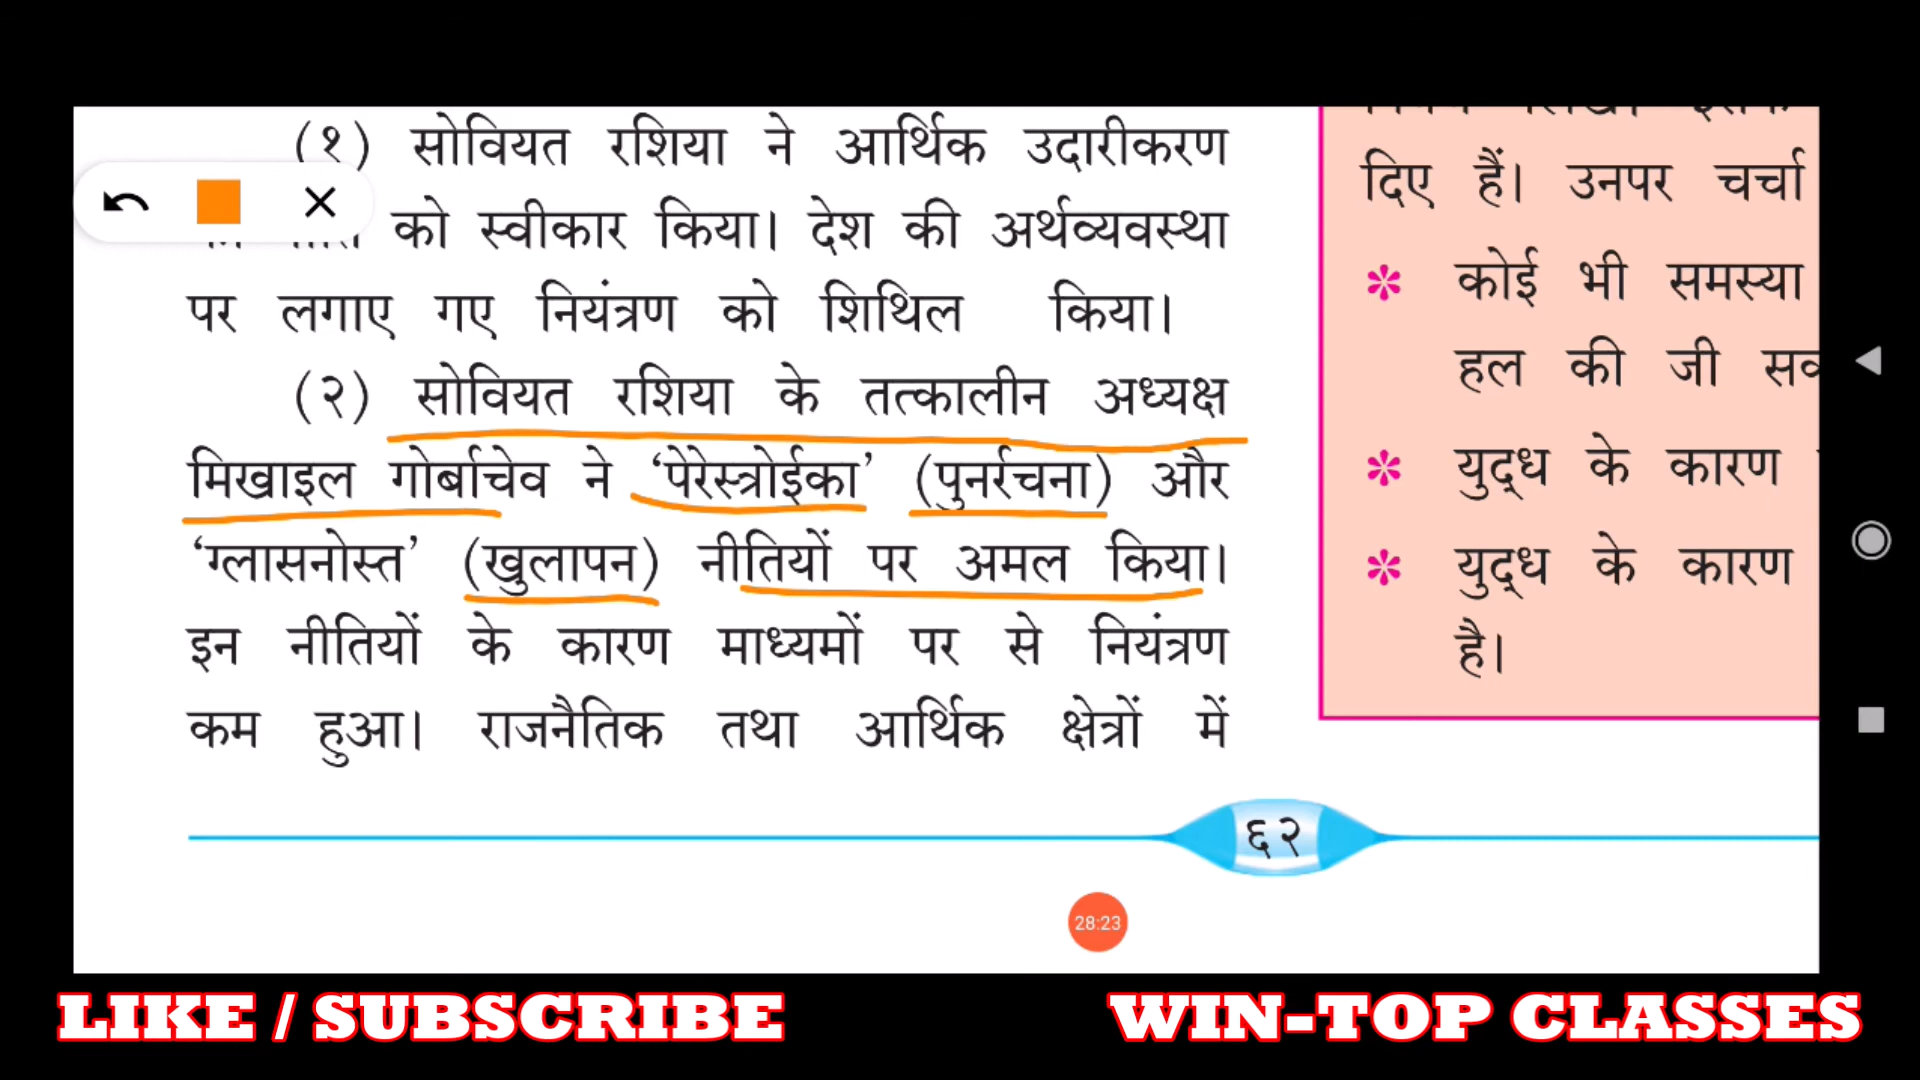 (१) सोवियत रशिया ने आर्थिक उदारीकरण
को स्वीकार किया। देश की अर्थव्यवस्था
पर लगाए गए नियंत्रण को शिथिल किया।
(२) सोवियत रशिया के तत्कालीन अध्यक्ष
मिखाइल गोर्बाचेव ने ‘पेरेस्त्रोईका’ (पुनर्रचना) और
‘ग्लासनोस्त’ (खुलापन) नीतियों पर अमल किया।
इन नीतियों के कारण माध्यमों पर से नियंत्रण
कम हुआ। राजनैतिक तथा आर्थिक क्षेत्रों में
दिए हैं। उनपर चर्चा
* कोई भी समस्या
हल की जी
* युद्ध के कारण
* युद्ध के कारण
है।
६२
28:23
LIKE / SUBSCRIBE
WIN-TOP CLASSES